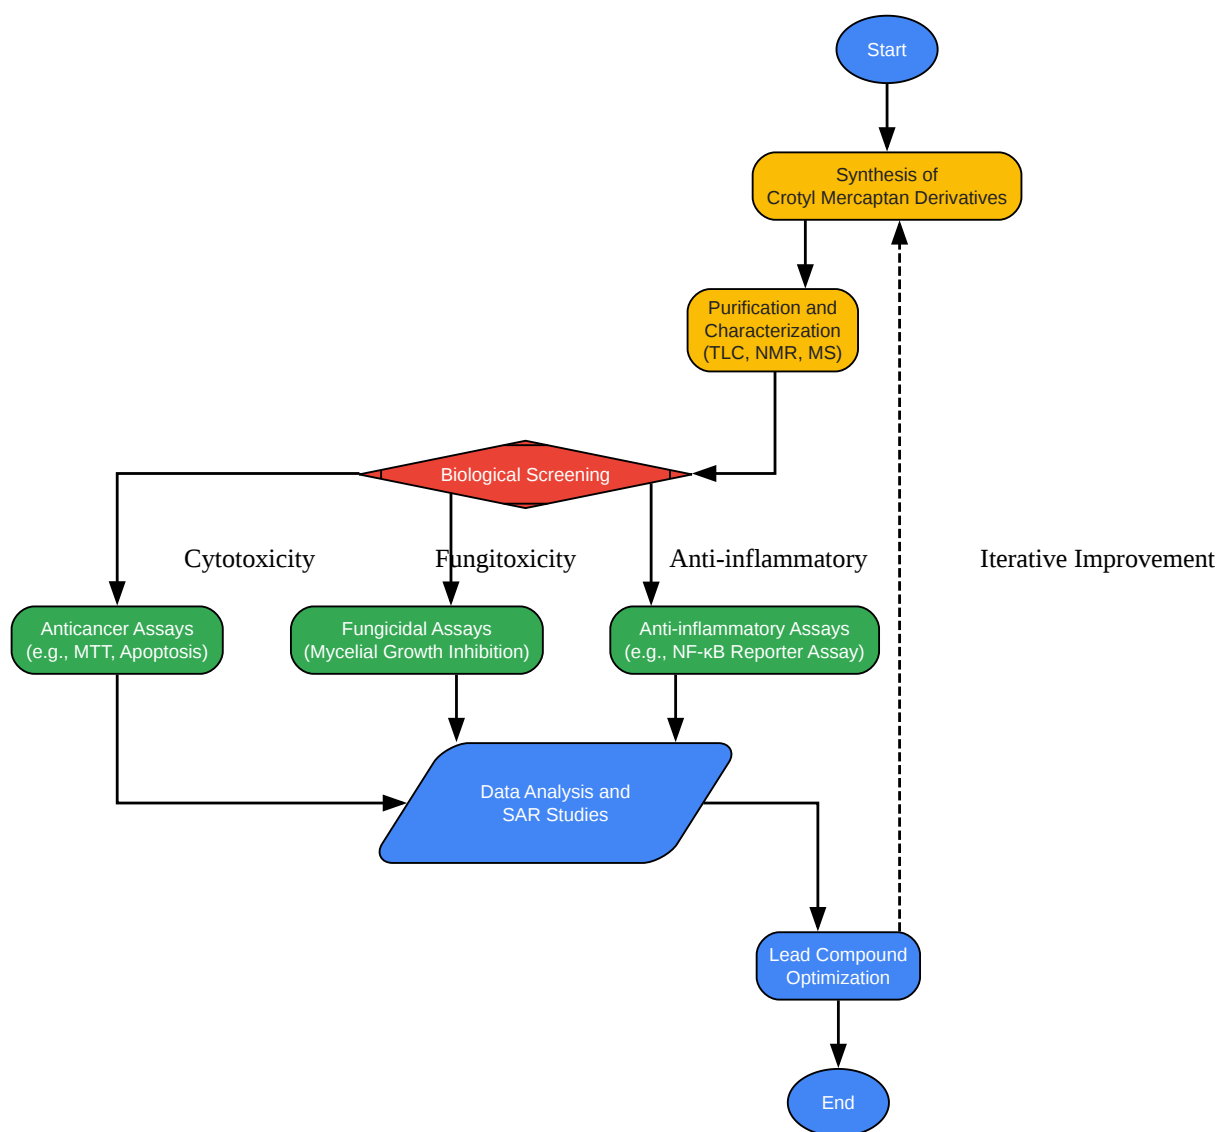 Start
Synthesis of
Crotyl Mercaptan Derivatives
Purification and
Characterization
(TLC, NMR, MS)
Biological Screening
Cytotoxicity
Fungitoxicity
Anti-inflammatory
Iterative Improvement
Anticancer Assays
(e.g., MTT, Apoptosis)
Fungicidal Assays
(Mycelial Growth Inhibition)
Anti-inflammatory Assays
(e.g., NF-κB Reporter Assay)
Data Analysis and
SAR Studies
Lead Compound
Optimization
End